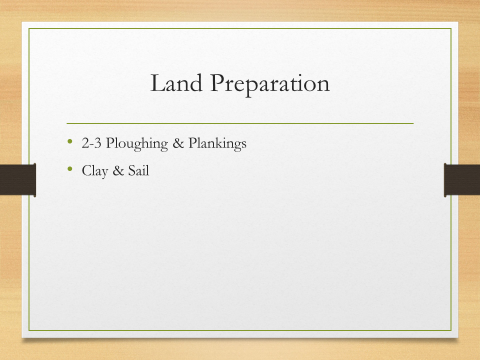 Land Preparation
• 2-3 Ploughing & Plankings
• Clay & Sail